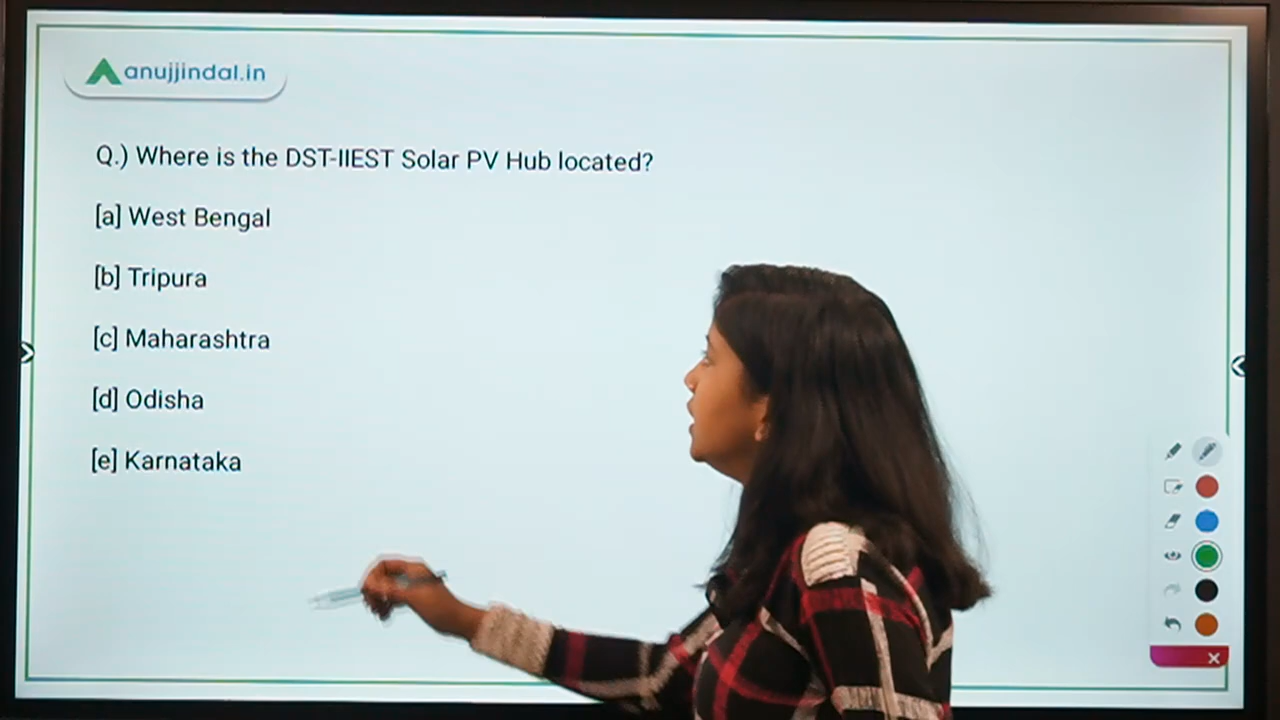 anujjindal.in
Q.) Where is the DST-IIEST Solar PV Hub located?
[a] West Bengal
[b] Tripura
[c] Maharashtra
[d] Odisha
[e] Karnataka